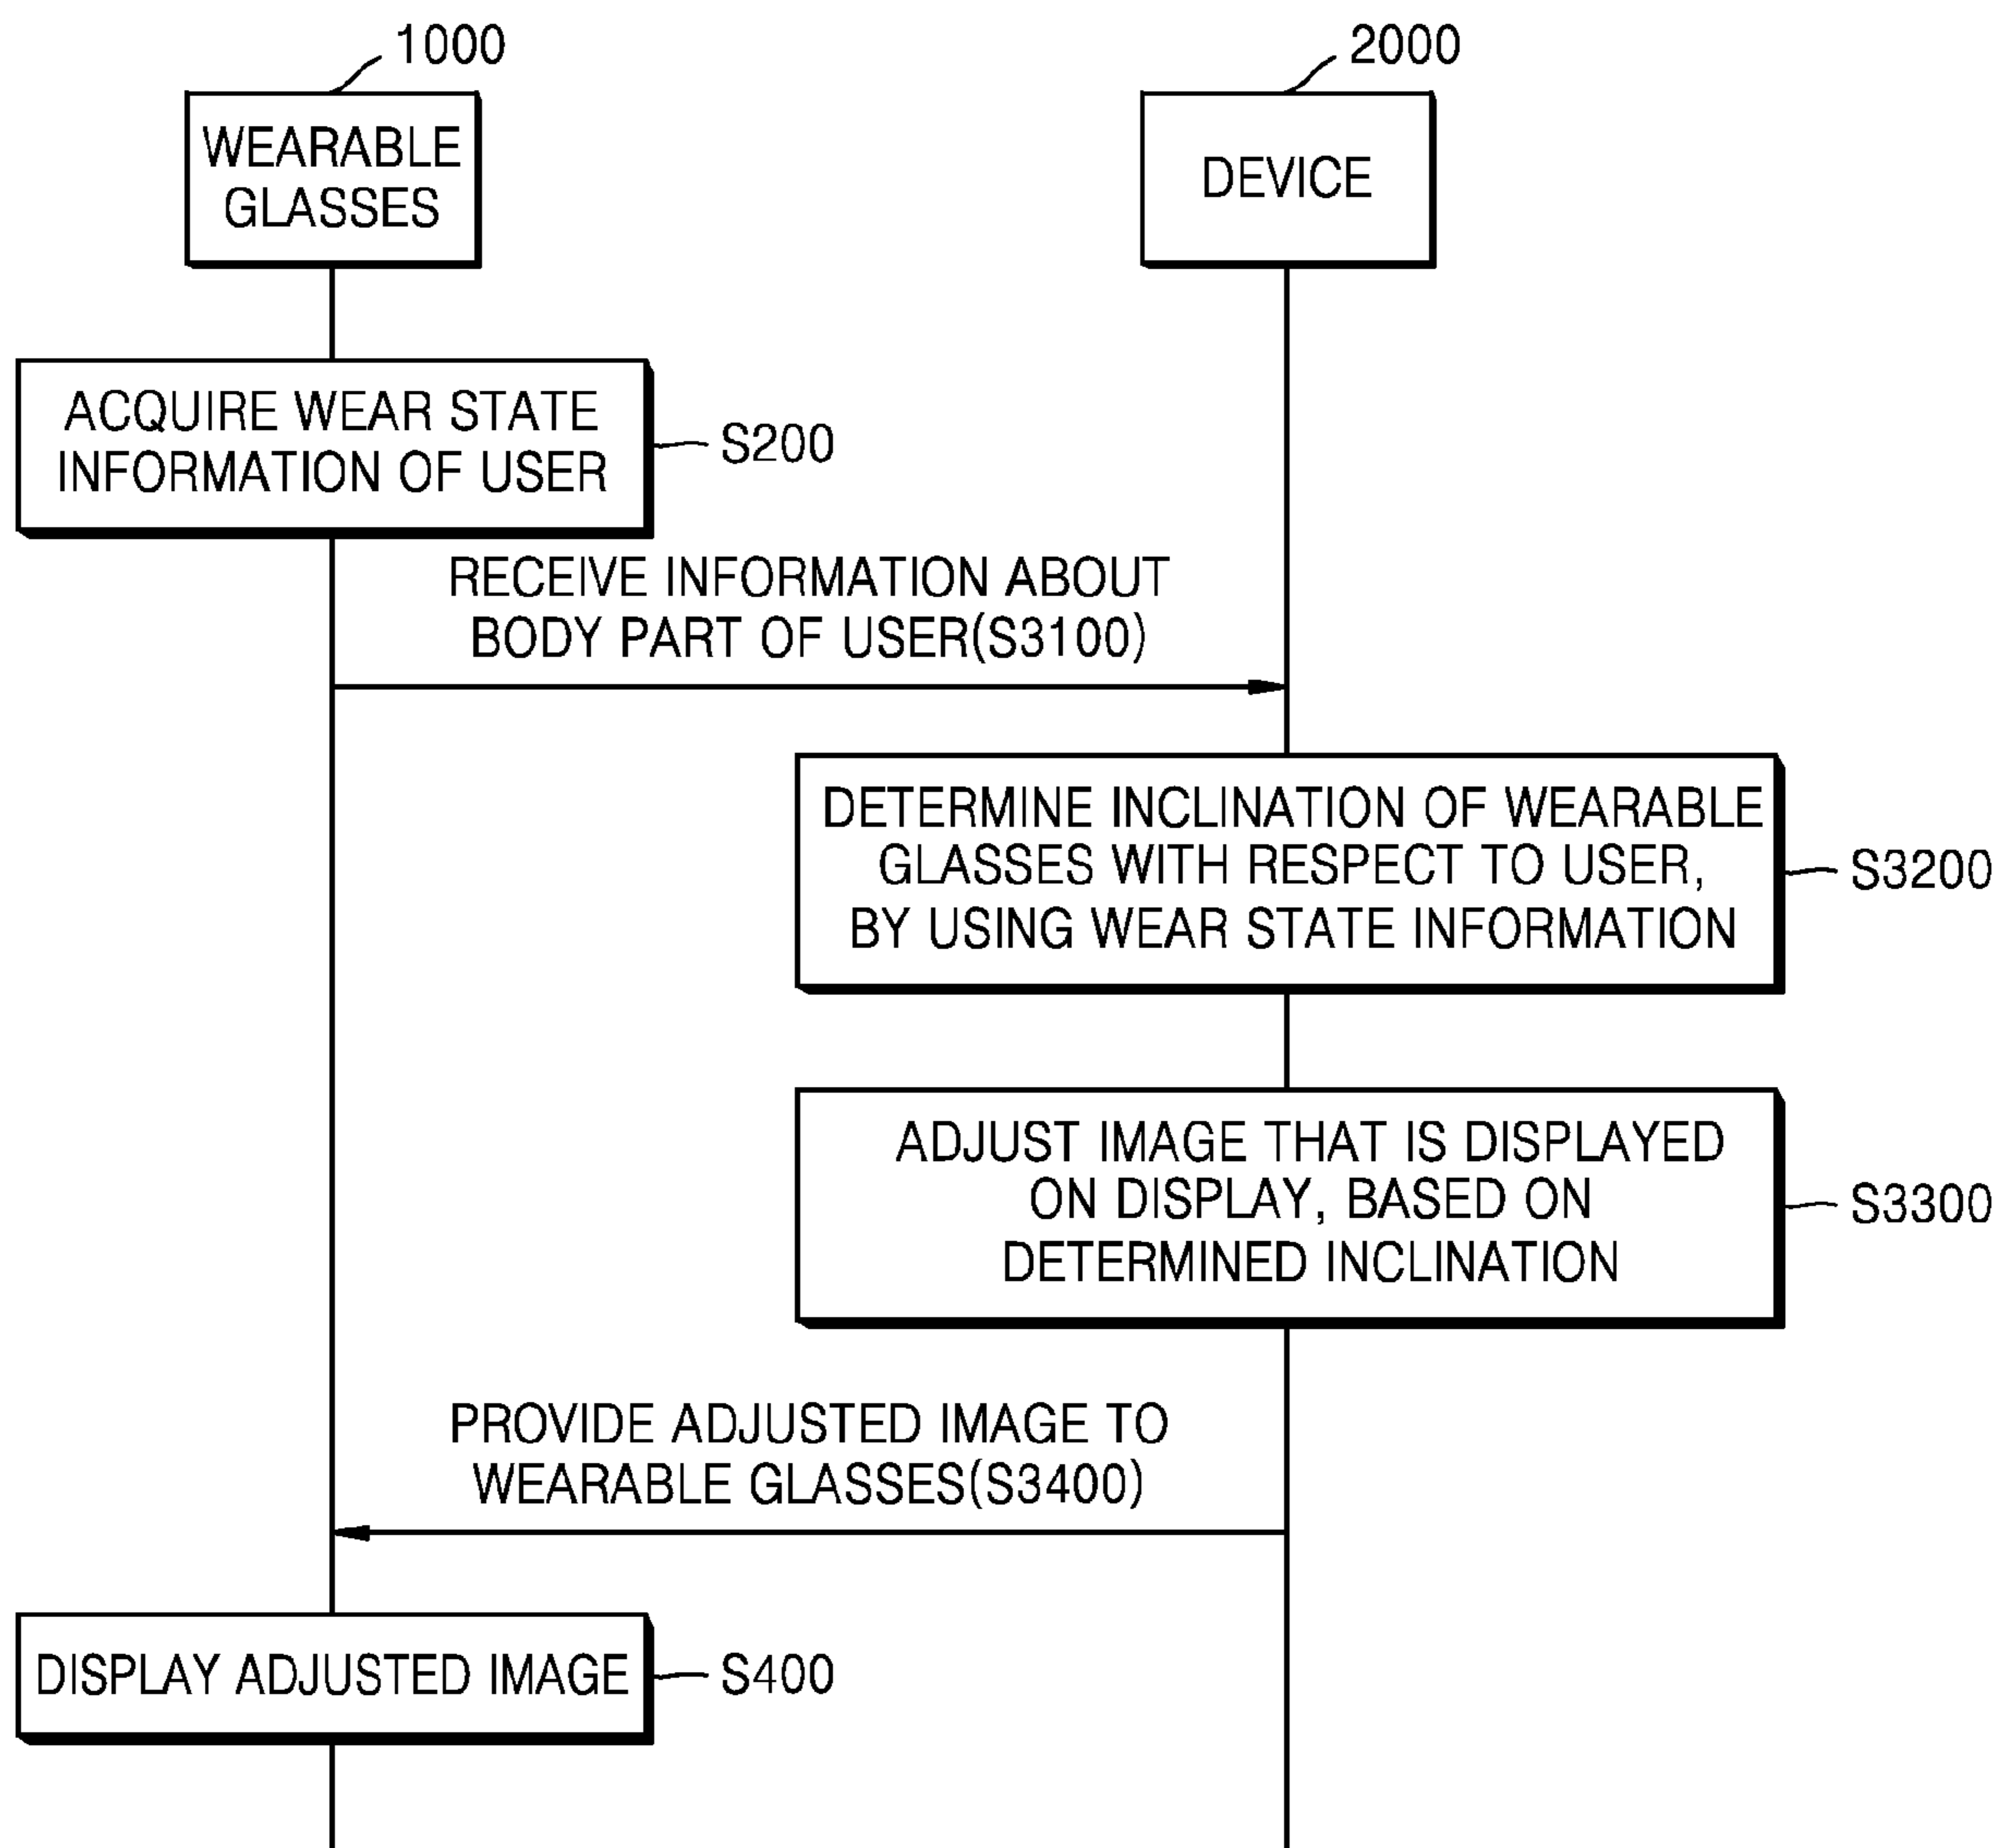 1000
2000
WEARABLE
GLASSES
DEVICE
ACQUIRE WEAR STATE
INFORMATION OF USER
S200
RECEIVE INFORMATION ABOUT
BODY PART OF USER(S3100)
DETERMINE INCLINATION OF WEARABLE
GLASSES WITH RESPECT TO USER,
BY USING WEAR STATE INFORMATION
S3200
ADJUST IMAGE THAT IS DISPLAYED
ON DISPLAY, BASED ON
DETERMINED INCLINATION
S3300
PROVIDE ADJUSTED IMAGE TO
WEARABLE GLASSES(S3400)
DISPLAY ADJUSTED IMAGE
S400